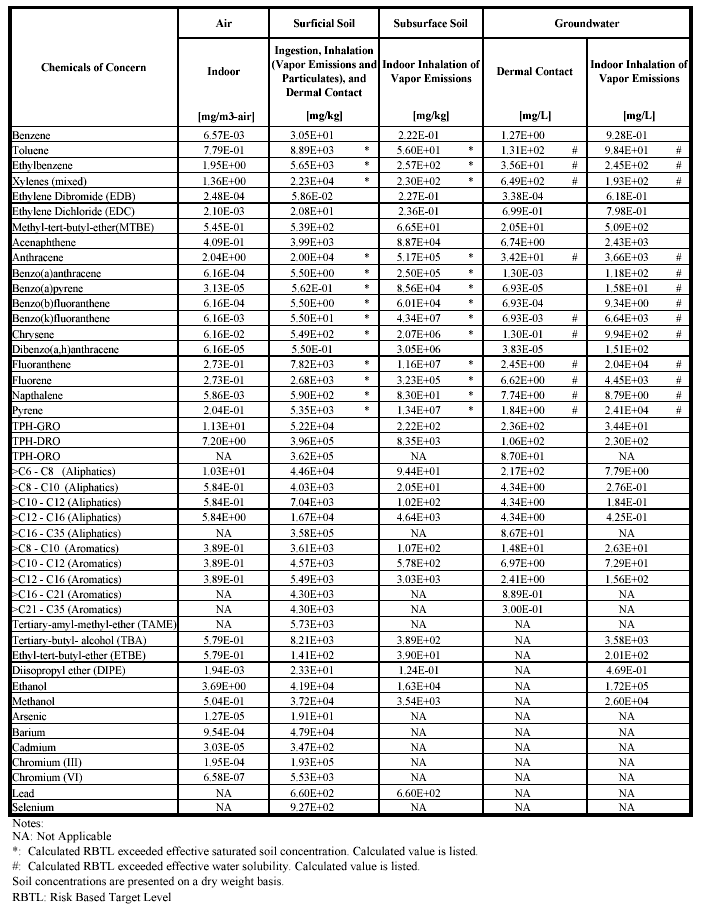 Chemicals of Concern | Air | Surficial Soil | Subsurface Soil | Groundwater
Indoor | Ingestion, Inhalation (Vapor Emissions and Particulates), and Dermal Contact | Indoor Inhalation of Vapor Emissions | Dermal Contact | Indoor Inhalation of Vapor Emissions
[mg/m3-air] | [mg/kg] | [mg/kg] | [mg/L] | [mg/L]
Benzene 6.57E-03 3.05E+01 2.22E-01 1.27E+00 9.28E-01
Toluene 7.79E-01 8.89E+03 * 5.60E+01 * 1.31E+02 # 9.84E+01 #
Ethylbenzene 1.95E+00 5.65E+03 * 2.57E+02 * 3.56E+01 # 2.45E+02 #
Xylenes (mixed) 1.36E+00 2.23E+04 * 2.30E+02 * 6.49E+02 # 1.93E+02 #
Ethylene Dibromide (EDB) 2.48E-04 5.86E-02 2.27E-01 3.38E-04 6.18E-01
Ethylene Dichloride (EDC) 2.10E-03 2.08E+01 2.36E-01 6.99E-01 7.98E-01
Methyl-tert-butyl-ether(MTBE) 5.45E-01 5.39E+02 6.65E+01 2.05E+01 5.09E+02
Acenaphthene 4.09E-01 3.99E+03 8.87E+04 6.74E+00 2.43E+03
Anthracene 2.04E+00 2.00E+04 * 5.17E+05 * 3.42E+01 # 3.66E+03 #
Benzo(a)anthracene 6.16E-04 5.50E+00 * 2.50E+05 * 1.30E-03 1.18E+02 #
Benzo(a)pyrene 3.13E-05 5.62E-01 * 8.56E+04 * 6.93E-05 1.58E+01 #
Benzo(b)fluoranthene 6.16E-04 5.50E+00 * 6.01E+04 * 6.93E-04 9.34E+00 #
Benzo(k)fluoranthene 6.16E-03 5.50E+01 * 4.34E+07 * 6.93E-03 # 6.64E+03 #
Chrysene 6.16E-02 5.49E+02 * 2.07E+06 * 1.30E-01 # 9.94E+02 #
Dibenzo(a,h)anthracene 6.16E-05 5.50E-01 3.05E+06 3.83E-05 1.51E+02
Fluoranthene 2.73E-01 7.82E+03 * 1.16E+07 * 2.45E+00 # 2.04E+04 #
Fluorene 2.73E-01 2.68E+03 * 3.23E+05 * 6.62E+00 # 4.45E+03 #
Napthalene 5.86E-03 5.90E+02 * 8.30E+01 * 7.74E+00 # 8.79E+00 #
Pyrene 2.04E-01 5.35E+03 * 1.34E+07 * 1.84E+00 # 2.41E+04 #
TPH-GRO 1.13E+01 5.22E+04 2.22E+02 2.36E+02 3.44E+01
TPH-DRO 7.20E+00 3.96E+05 8.35E+03 1.06E+02 2.30E+02
TPH-ORO NA 3.62E+05 NA 8.70E+01 NA
>C6 - C8 (Aliphatics) 1.03E+01 4.46E+04 9.44E+01 2.17E+02 7.79E+00
>C8 - C10 (Aliphatics) 5.84E-01 4.03E+03 2.05E+01 4.34E+00 2.76E-01
>C10 - C12 (Aliphatics) 5.84E-01 7.04E+03 1.02E+02 4.34E+00 1.84E-01
>C12 - C16 (Aliphatics) 5.84E+00 1.67E+04 4.64E+03 4.34E+00 4.25E-01
>C16 - C35 (Aliphatics) NA 3.58E+05 NA 8.67E+01 NA
>C8 - C10 (Aromatics) 3.89E-01 3.61E+03 1.07E+02 1.48E+01 2.63E+01
>C10 - C12 (Aromatics) 3.89E-01 4.57E+03 5.78E+02 6.97E+00 7.29E+01
>C12 - C16 (Aromatics) 3.89E-01 5.49E+03 3.03E+03 2.41E+00 1.56E+02
>C16 - C21 (Aromatics) NA 4.30E+03 NA 8.89E-01 NA
>C21 - C35 (Aromatics) NA 4.30E+03 NA 3.00E-01 NA
Tertiary-amyl-methyl-ether (TAME) NA 5.73E+03 NA NA NA
Tertiary-butyl- alcohol (TBA) 5.79E-01 8.21E+03 3.89E+02 NA 3.58E+03
Ethyl-tert-butyl-ether (ETBE) 5.79E-01 1.41E+02 3.90E+01 NA 2.01E+02
Diisopropyl ether (DIPE) 1.94E-03 2.33E+01 1.24E-01 NA 4.69E-01
Ethanol 3.69E+00 4.19E+04 1.63E+04 NA 1.72E+05
Methanol 5.04E-01 3.72E+04 3.54E+03 NA 2.60E+04
Arsenic 1.27E-05 1.91E+01 NA NA NA
Barium 9.54E-04 4.79E+04 NA NA NA
Cadmium 3.03E-05 3.47E+02 NA NA NA
Chromium (III) 1.95E-04 1.93E+05 NA NA NA
Chromium (VI) 6.58E-07 5.53E+03 NA NA NA
Lead NA 6.60E+02 6.60E+02 NA NA
Selenium NA 9.27E+02 NA NA NA
Notes:
NA: Not Applicable
*: Calculated RBTL exceeded effective saturated soil concentration. Calculated value is listed.
#: Calculated RBTL exceeded effective water solubility. Calculated value is listed.
Soil concentrations are presented on a dry weight basis.
RBTL: Risk Based Target Level